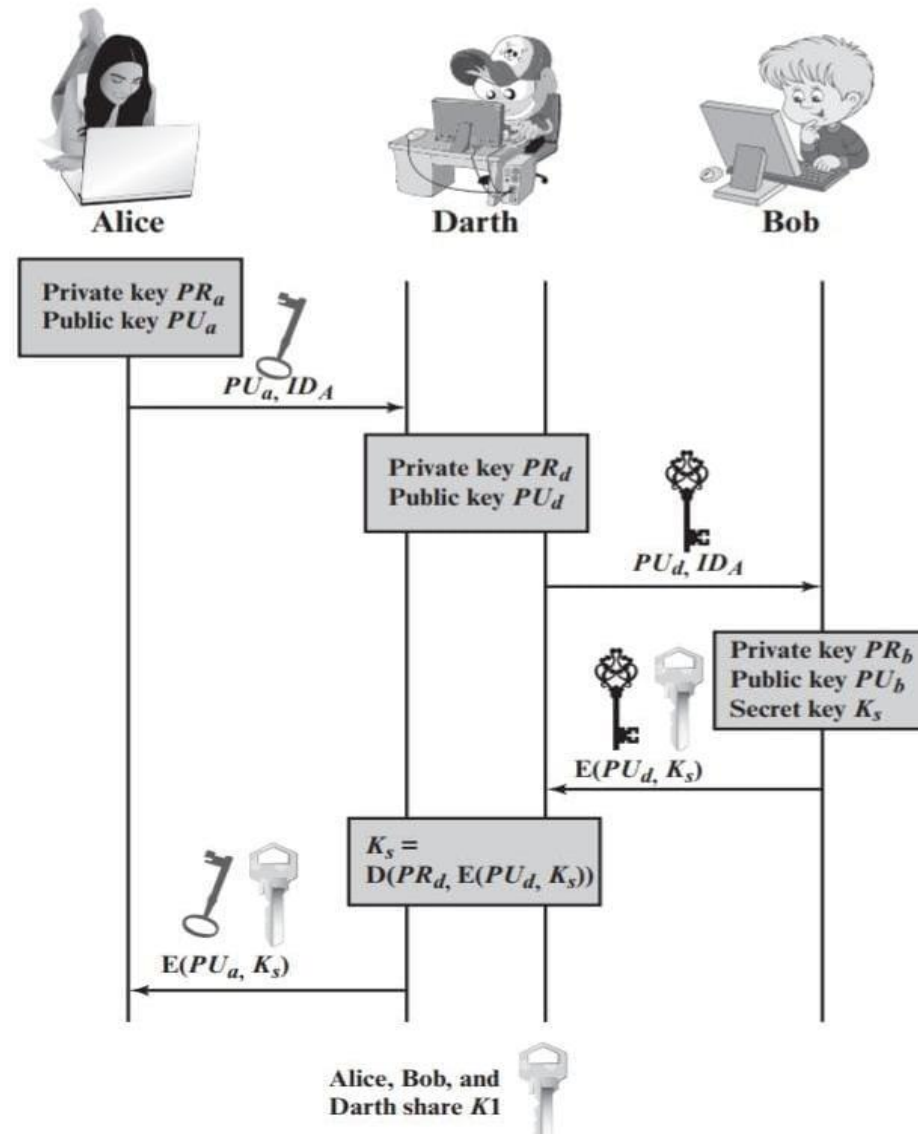 Alice
Darth
Bob
Private key PRa
Public key PUa
PUa, IDA
Private key PRd
Public key PUd
PUd, IDA
Private key PRb
Public key PUb
Secret key Ks
E(PUd, Ks)
Ks =
D(PRd, E(PUd, Ks))
E(PUa, Ks)
Alice, Bob, and
Darth share K1